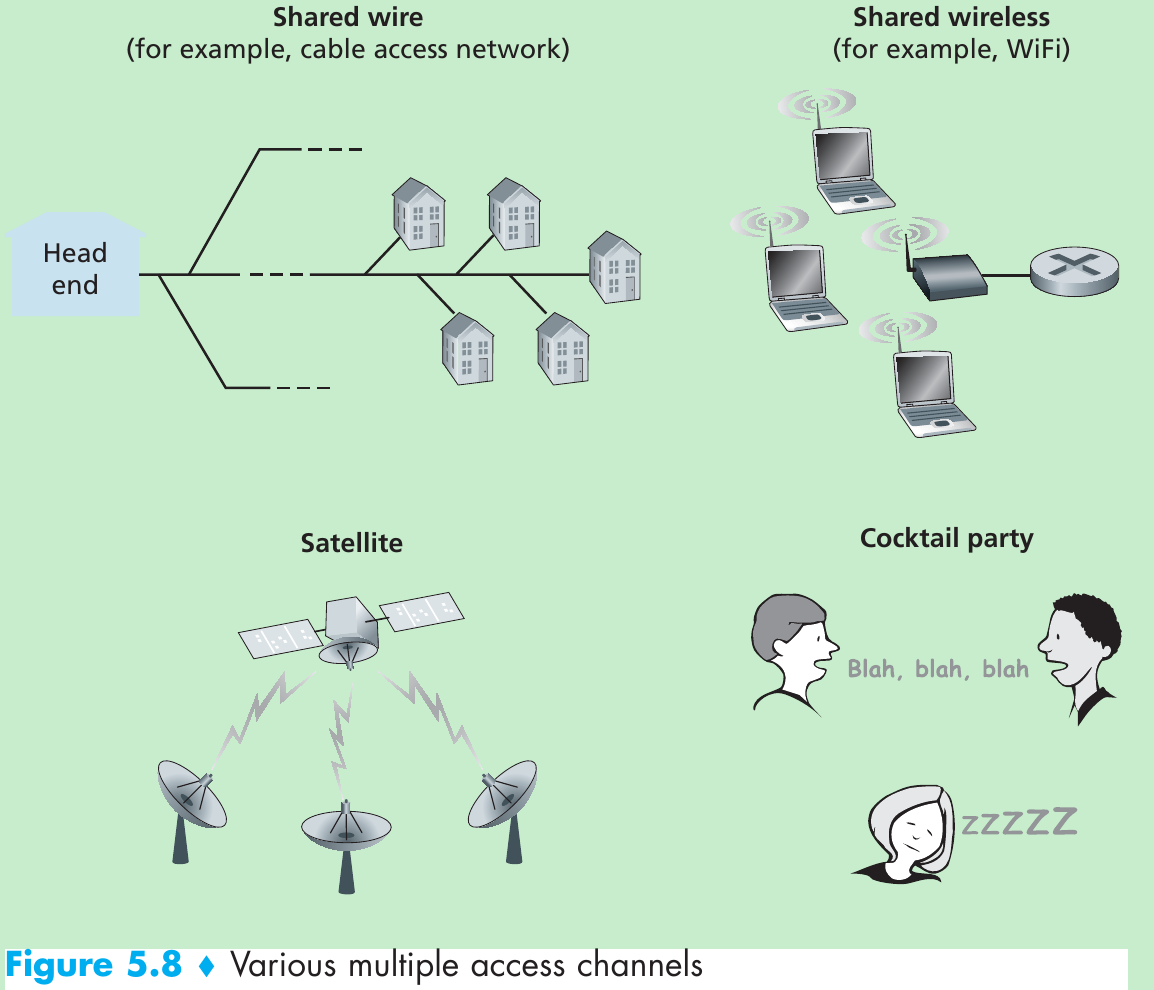 Shared wire
(for example, cable access network)
Shared wireless
(for example, WiFi)
Head
end
Satellite
Cocktail party
Blah, blah, blah
zzzzz
Figure 5.8 ♦ Various multiple access channels